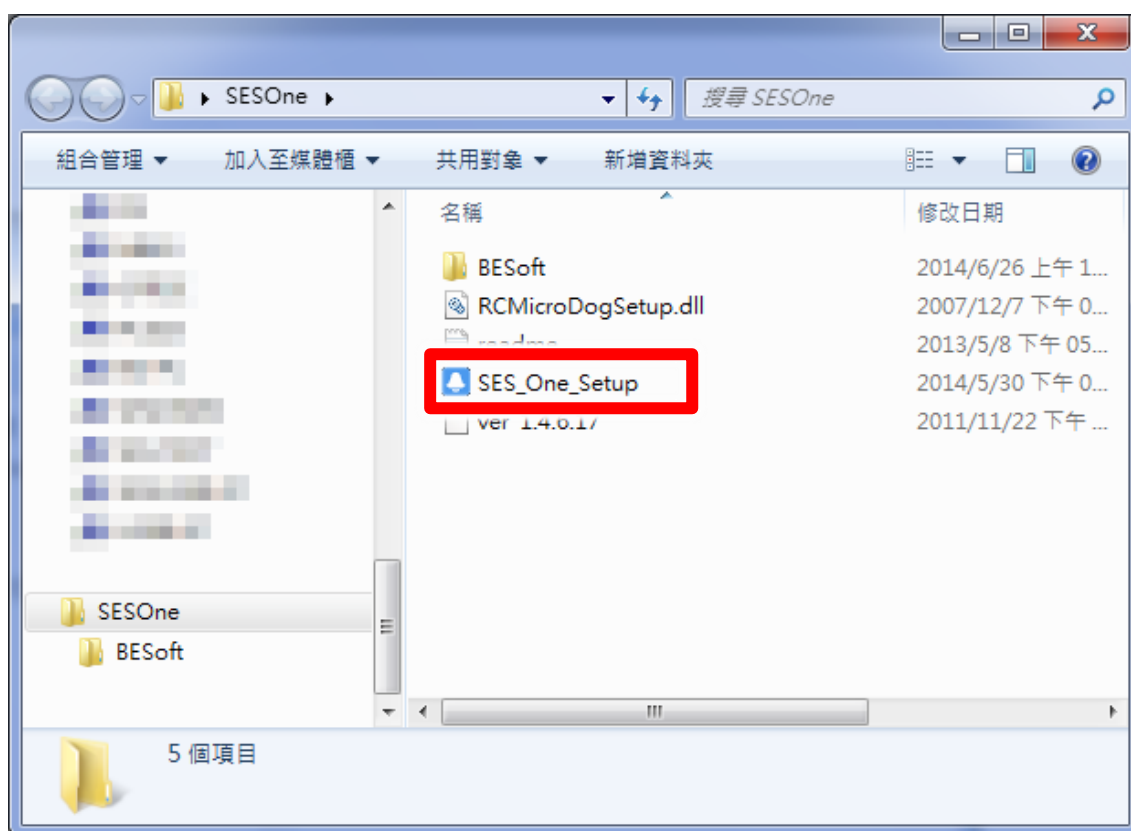 SESOne
搜尋 SESOne
組合管理 加入至媒體櫃 共用對象 新增資料夾
名稱 修改日期
BESoft 2014/6/26 上午 1...
RCMicroDogSetup.dll 2007/12/7 下午 0...
readme 2013/5/8 下午 05...
SES_One_Setup 2014/5/30 下午 0...
ver 1.4.6.17 2011/11/22 下午 ...
SESOne
BESoft
5 個項目